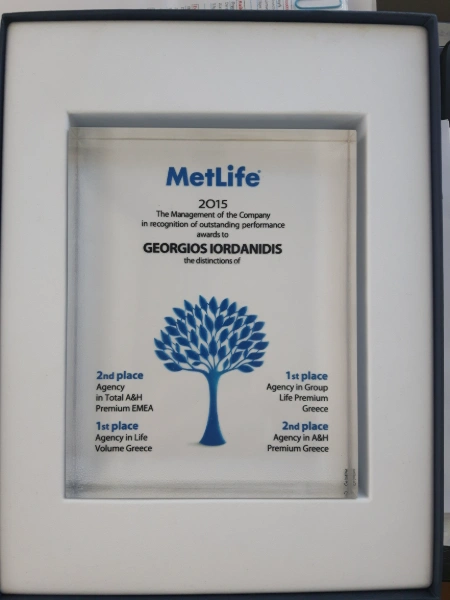 MetLife
2015
The Management of the Company
in recognition of outstanding performance
awards to
GEORGIOS IORDANIDIS
the distinctions of
2nd place
Agency
in Total A&H
Premium EMEA
1st place
Agency in Group
Life Premium
Greece
1st place
Agency in Life
Volume Greece
2nd place
Agency in A&H
Premium Greece